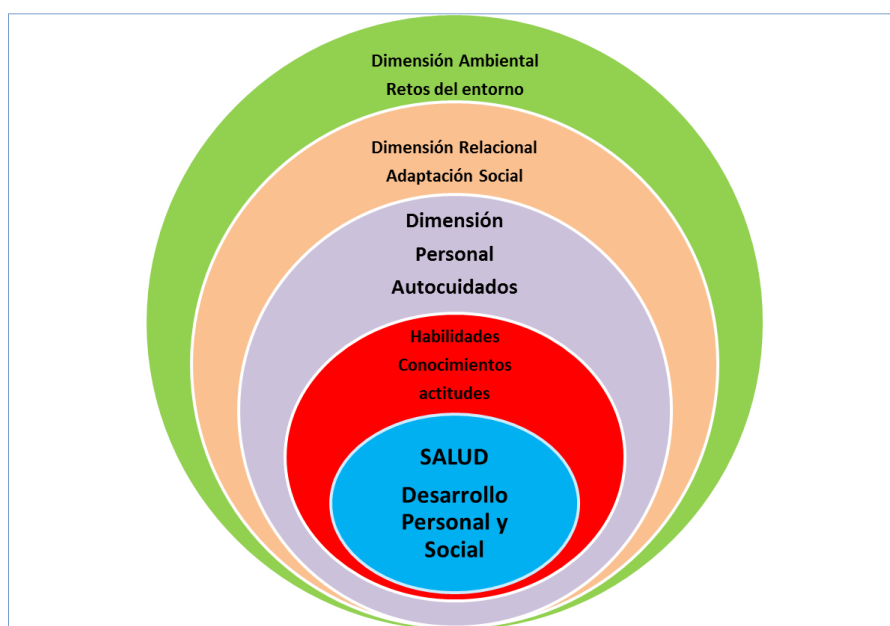 Dimensión Ambiental
Retos del entorno
Dimensión Relacional
Adaptación Social
Dimensión
Personal
Autocuidados
Habilidades
Conocimientos
actitudes
SALUD
Desarrollo
Personal y
Social